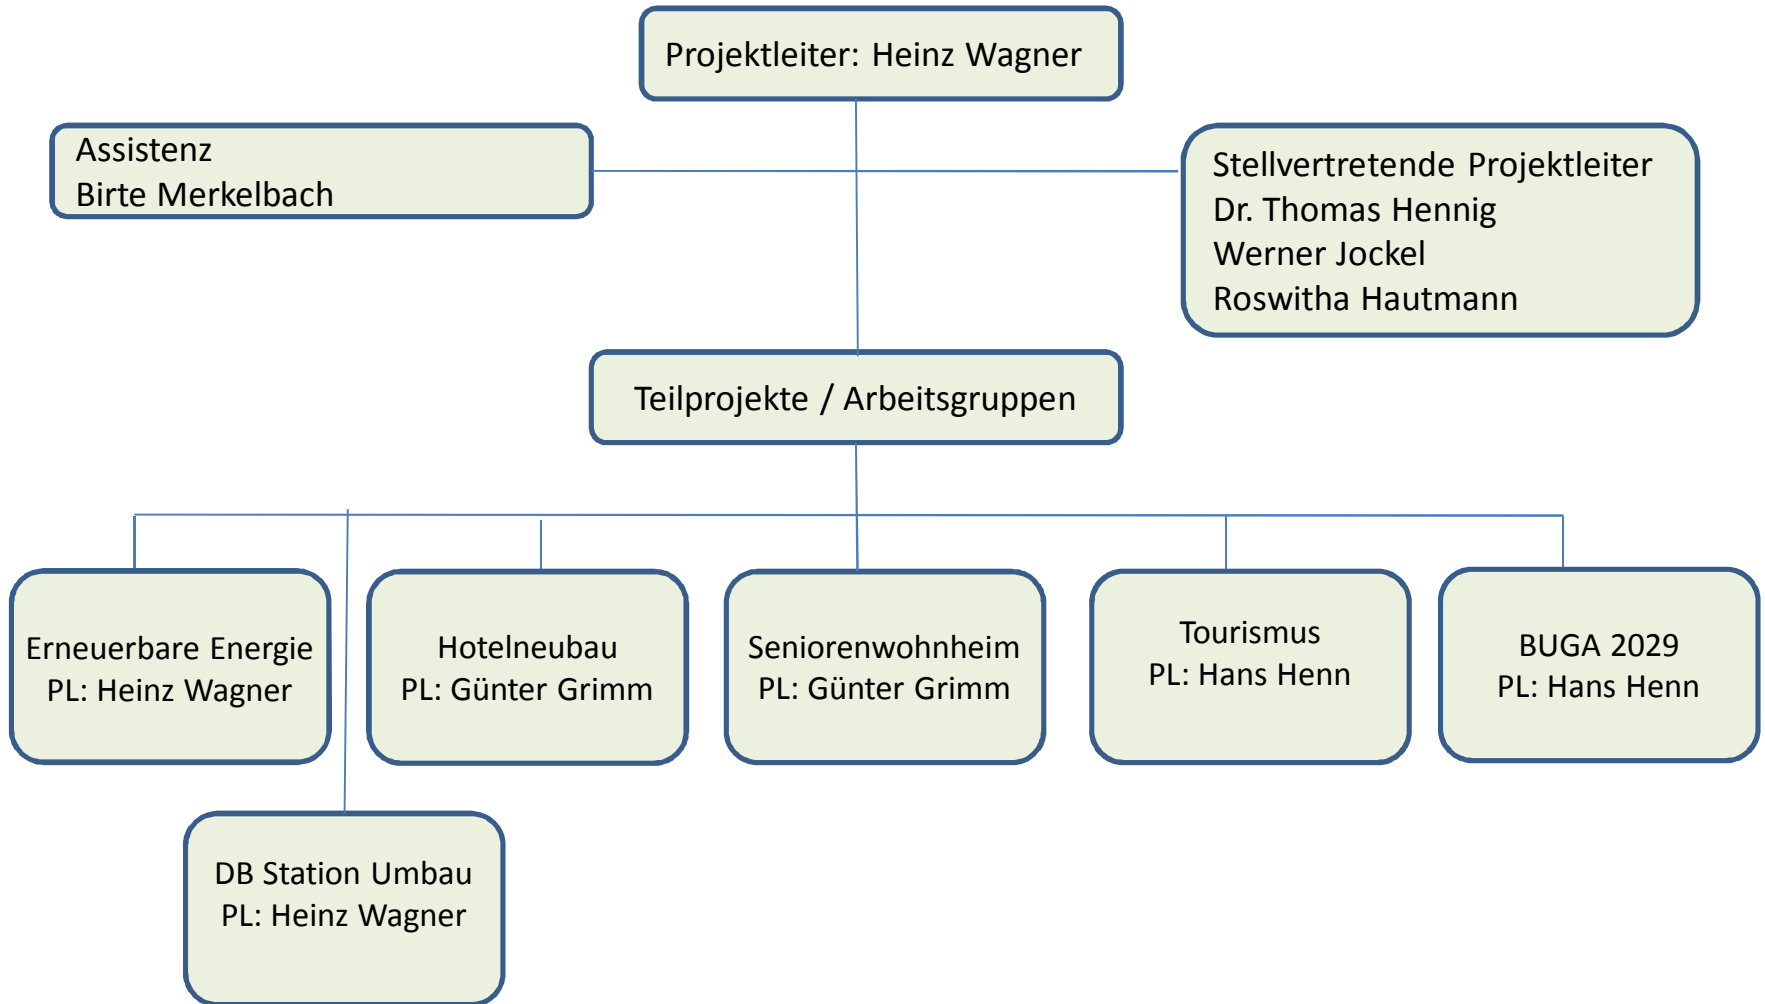 Projektleiter: Heinz Wagner
Assistenz
Birte Merkelbach
Stellvertretende Projektleiter
Dr. Thomas Hennig
Werner Jockel
Roswitha Hautmann
Teilprojekte / Arbeitsgruppen
Erneuerbare Energie
PL: Heinz Wagner
Hotelneubau
PL: Günter Grimm
Seniorenwohnheim
PL: Günter Grimm
Tourismus
PL: Hans Henn
BUGA 2029
PL: Hans Henn
DB Station Umbau
PL: Heinz Wagner